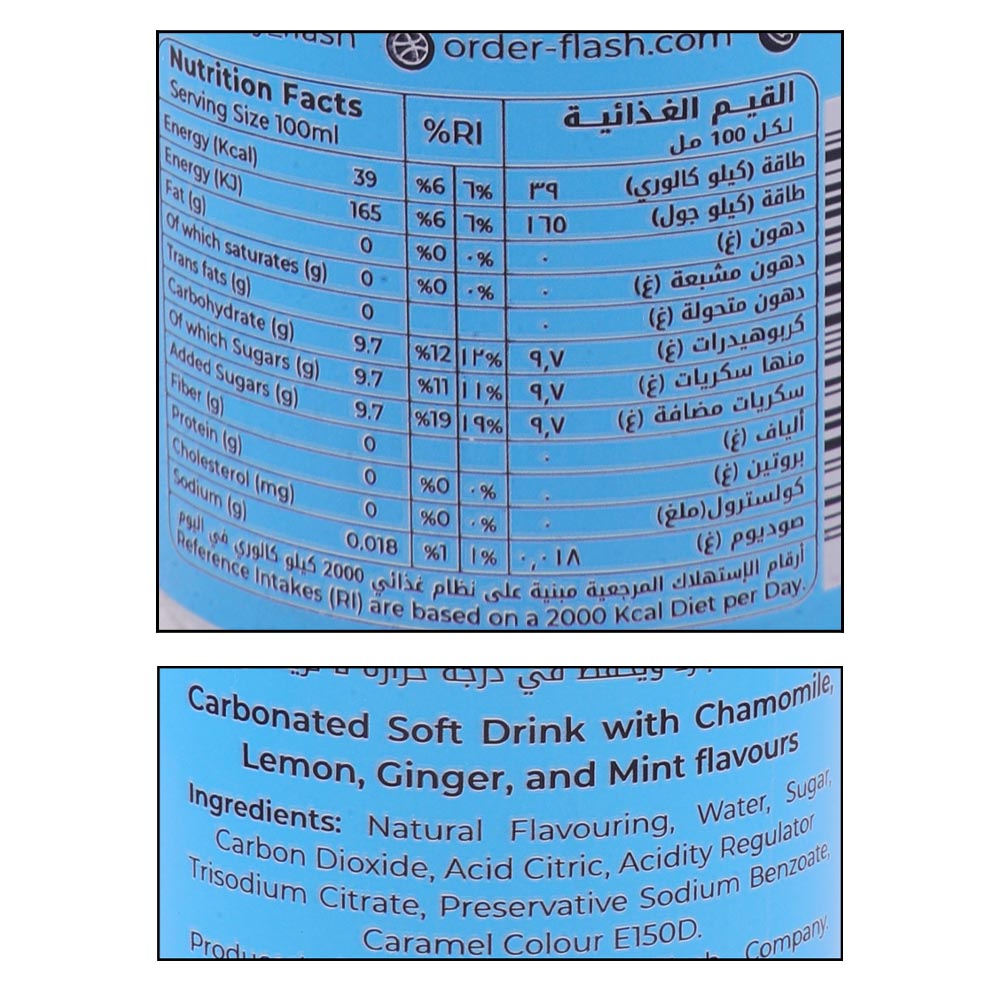 order-flash.com
Nutrition Facts
Serving Size 100ml
%RI
القيم الغذائية
لكل 100 مل
Energy (Kcal) 39 %6 ٦% ٣٩ طاقة (كيلو كالوري)
Energy (KJ) 165 %6 ٦% ١٦٥ طاقة (كيلو جول)
Fat (g) 0 %0 ٠% ٠ دهون (غ)
Of which saturates (g) 0 %0 ٠% ٠ دهون مشبعة (غ)
Trans fats (g) 0 ٠ دهون متحولة (غ)
Carbohydrate (g) 9.7 %12 ١٢% ٩,٧ كربوهيدرات (غ)
Of which Sugars (g) 9.7 %11 ١١% ٩,٧ منها سكريات (غ)
Added Sugars (g) 9.7 %19 ١٩% ٩,٧ سكريات مضافة (غ)
Fiber (g) 0 ٠ ألياف (غ)
Protein (g) 0 %0 ٠% ٠ بروتين (غ)
Cholesterol (mg) 0 %0 ٠% ٠ كولسترول(ملغ)
Sodium (g) 0.018 %1 ١% ٠,٠١٨ صوديوم (غ)
أرقام الإستهلاك المرجعية مبنية على نظام غذائي 2000 كيلو كالوري في اليوم
Reference Intakes (RI) are based on a 2000 Kcal Diet per Day.
ويحفظ في درجة حرارة لا
Carbonated Soft Drink with Chamomile,
Lemon, Ginger, and Mint flavours
Ingredients: Natural Flavouring, Water, Sugar,
Carbon Dioxide, Acid Citric, Acidity Regulator
Trisodium Citrate, Preservative Sodium Benzoate,
Caramel Colour E150D.
Company.